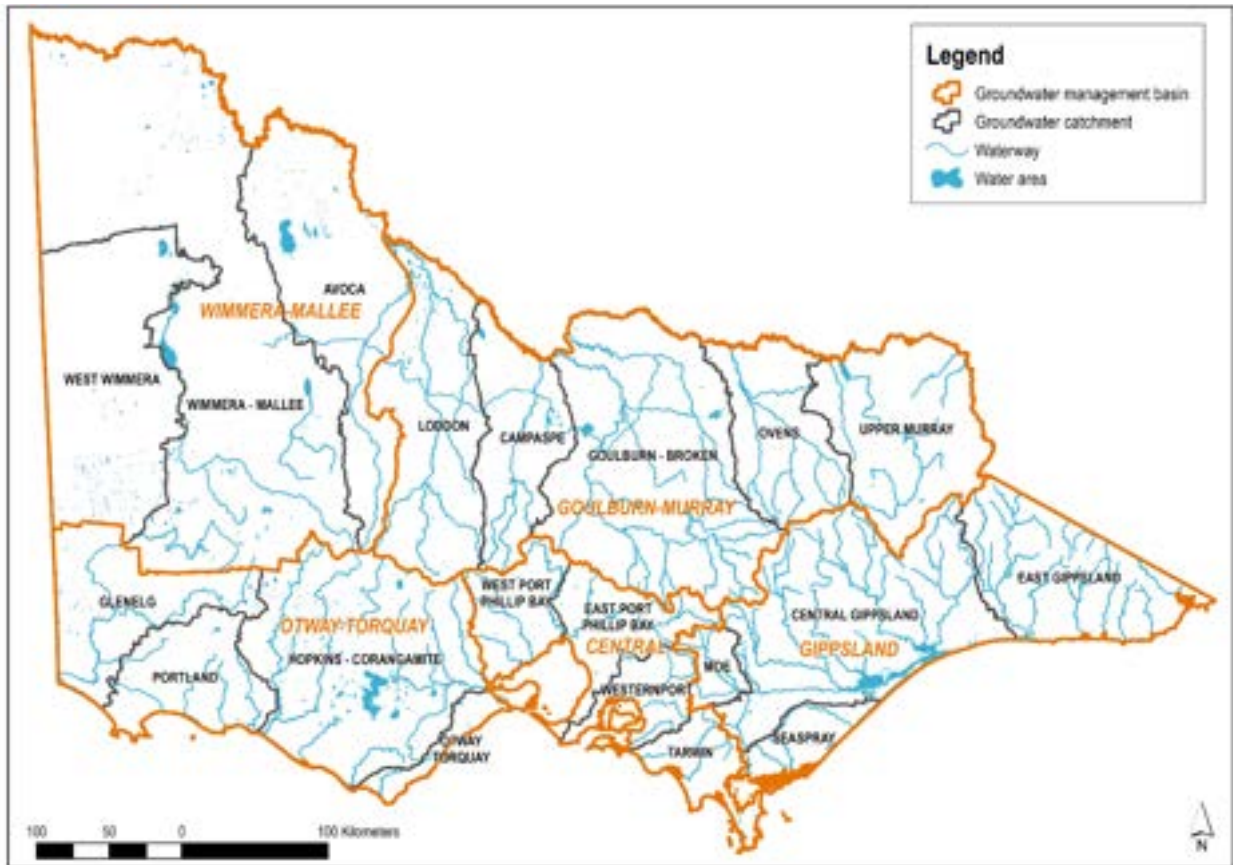 Legend
Groundwater management basin
Groundwater catchment
Waterway
Water area
AVOCA
WIMMERA-MALLEE
WEST WIMMERA
WIMMERA - MALLEE
LODDON
CAMPASPE
GOULBURN - BROKEN
OVENS
UPPER MURRAY
GOULBURN-MURRAY
GLENELG
WEST PORT
PHILLIP BAY
EAST PORT
PHILLIP BAY
CENTRAL GIPPSLAND
EAST GIPPSLAND
OTWAY-TORQUAY
CENTRAL
GIPPSLAND
HOPKINS - CORANGAMITE
PORTLAND
MOE
WESTERNPORT
OTWAY
TORQUAY
TARWIN
SEASPRAY
100 50 0 100 Kilometers
N